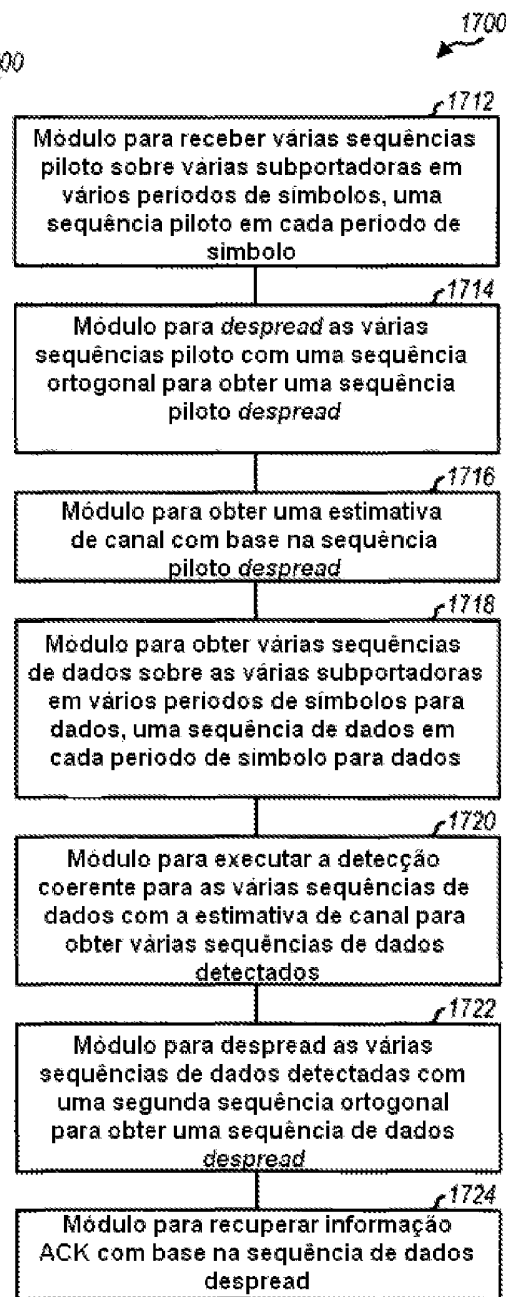 1700
00
1712
Módulo para receber várias sequências
piloto sobre várias subportadoras em
vários períodos de símbolos, uma
sequência piloto em cada período de
símbolo
1714
Módulo para despread as várias
sequências piloto com uma sequência
ortogonal para obter uma sequência
piloto despread
1716
Módulo para obter uma estimativa
de canal com base na sequência
piloto despread
1718
Módulo para obter várias sequências
de dados sobre as várias subportadoras
em vários períodos de símbolos para
dados, uma sequência de dados em
cada período de símbolo para dados
1720
Módulo para executar a detecção
coerente para as várias sequências de
dados com a estimativa de canal para
obter várias sequências de dados
detectados
1722
Módulo para despread as várias
sequências de dados detectadas com
uma segunda sequência ortogonal
para obter uma sequência de dados
despread
1724
Módulo para recuperar informação
ACK com base na sequência de dados
despread